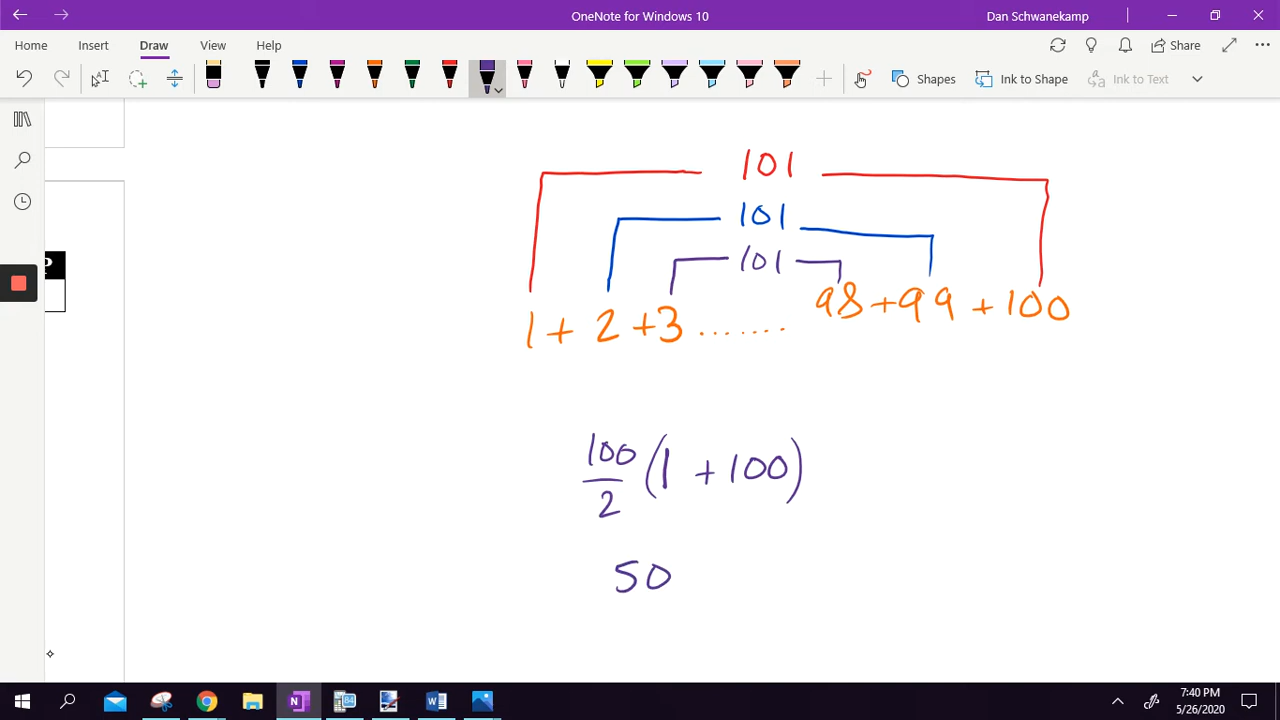 OneNote for Windows 10
Dan Schwanekamp
Home Insert Draw View Help
Share
Shapes Ink to Shape Ink to Text
101
101
101
1 + 2 + 3 ....... 98 + 99 + 100
100/2 (1 + 100)
50
7:40 PM
5/26/2020